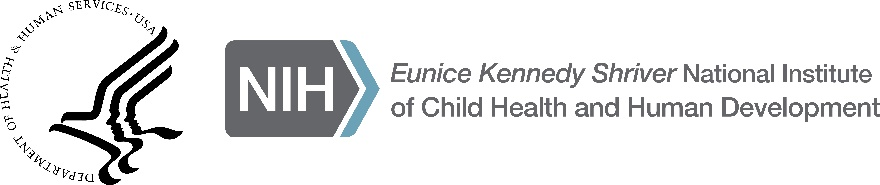 DEPARTMENT OF HEALTH & HUMAN SERVICES · USA
NIH
Eunice Kennedy Shriver National Institute
of Child Health and Human Development